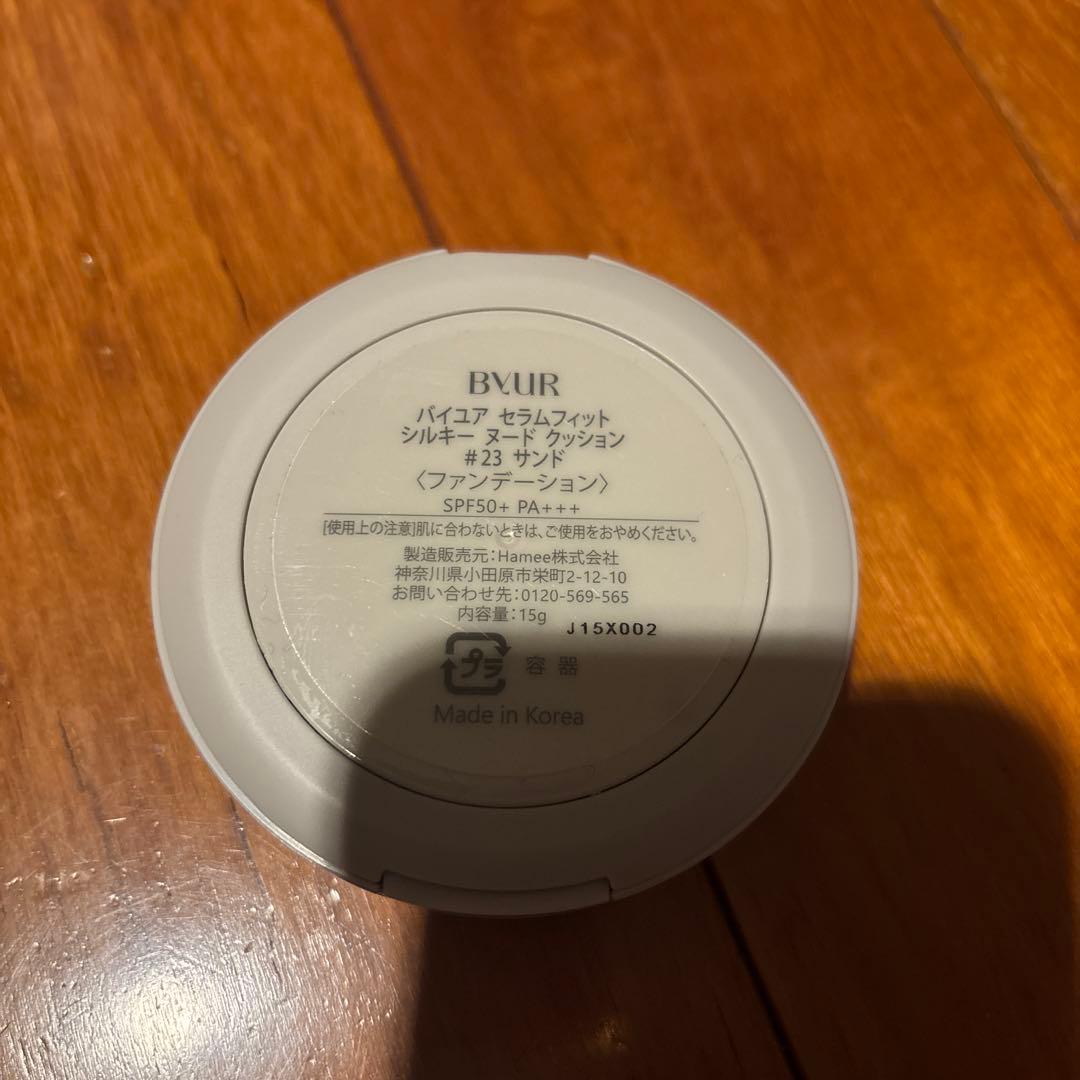 BYUR
バイユア セラムフィット
シルキー ヌード クッション
#23 サンド
〈ファンデーション〉
SPF50+ PA+++
[使用上の注意]肌に合わないときは、ご使用をおやめください。
製造販売元:Hamee株式会社
神奈川県小田原市栄町2-12-10
お問い合わせ先:0120-569-565
内容量:15g
J15X002
プラ 容器
Made in Korea